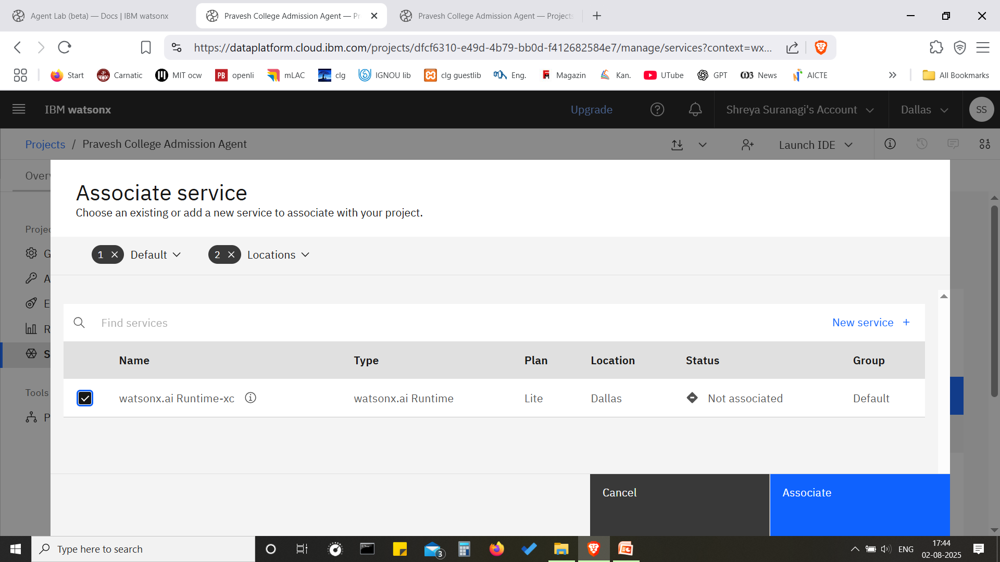 Agent Lab (beta) — Docs | IBM watsonx
Pravesh College Admission Agent — Pr
Pravesh College Admission Agent — Projects
https://dataplatform.cloud.ibm.com/projects/dfcf6310-e49d-4b79-bb0d-f412682584e7/manage/services?context=wx...
Start
Carnatic
MIT ocw
PB
openli
mLAC
clg
IGNOU lib
clg guestlib
Eng.
Magazin
Kan.
UTube
GPT
News
AICTE
All Bookmarks
IBM watsonx
Upgrade
Shreya Suranagi's Account
Dallas
SS
Projects / Pravesh College Admission Agent
Launch IDE
Overv
Projec
G
A
E
R
S
Tools
P
Associate service
Choose an existing or add a new service to associate with your project.
1
Default
2
Locations
Find services
New service +
Name Type Plan Location Status Group
watsonx.ai Runtime-xc watsonx.ai Runtime Lite Dallas Not associated Default
Cancel
Associate
Type here to search
3
ENG
17:44
02-08-2025